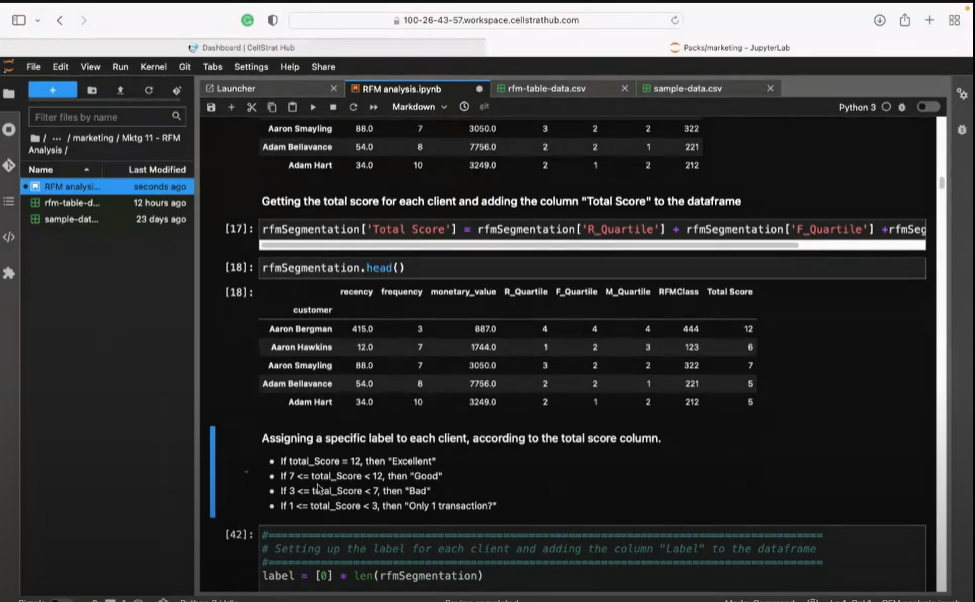 100-26-43-57.workspace.cellstrathub.com
Dashboard | CellStrat Hub
Packs/marketing - JupyterLab
File Edit View Run Kernel Git Tabs Settings Help Share
Launcher
RFM analysis.ipynb
rfm-table-data.csv
sample-data.csv
Markdown
git
Python 3
Filter files by name
/ ... / marketing / Mktg 11 - RFM
Analysis /
Name Last Modified
RFM analysi... seconds ago
rfm-table-d... 12 hours ago
sample-dat... 23 days ago
Aaron Smayling 88.0 7 3050.0 3 2 2 322
Adam Bellavance 54.0 8 7756.0 2 2 1 221
Adam Hart 34.0 10 3249.0 2 1 2 212
Getting the total score for each client and adding the column "Total Score" to the dataframe
[17]: rfmSegmentation['Total Score'] = rfmSegmentation['R_Quartile'] + rfmSegmentation['F_Quartile'] +rfmSeg
[18]: rfmSegmentation.head()
[18]: recency frequency monetary_value R_Quartile F_Quartile M_Quartile RFMClass Total Score
customer
Aaron Bergman 415.0 3 887.0 4 4 4 444 12
Aaron Hawkins 12.0 7 1744.0 1 2 3 123 6
Aaron Smayling 88.0 7 3050.0 3 2 2 322 7
Adam Bellavance 54.0 8 7756.0 2 2 1 221 5
Adam Hart 34.0 10 3249.0 2 1 2 212 5
Assigning a specific label to each client, according to the total score column.
• If total_Score = 12, then "Excellent"
• If 7 <= total_Score < 12, then "Good"
• If 3 <= total_Score < 7, then "Bad"
• If 1 <= total_Score < 3, then "Only 1 transaction?"
[42]: #==============================================================================
# Setting up the label for each client and adding the column "Label" to the dataframe
#==============================================================================
label = [0] * len(rfmSegmentation)